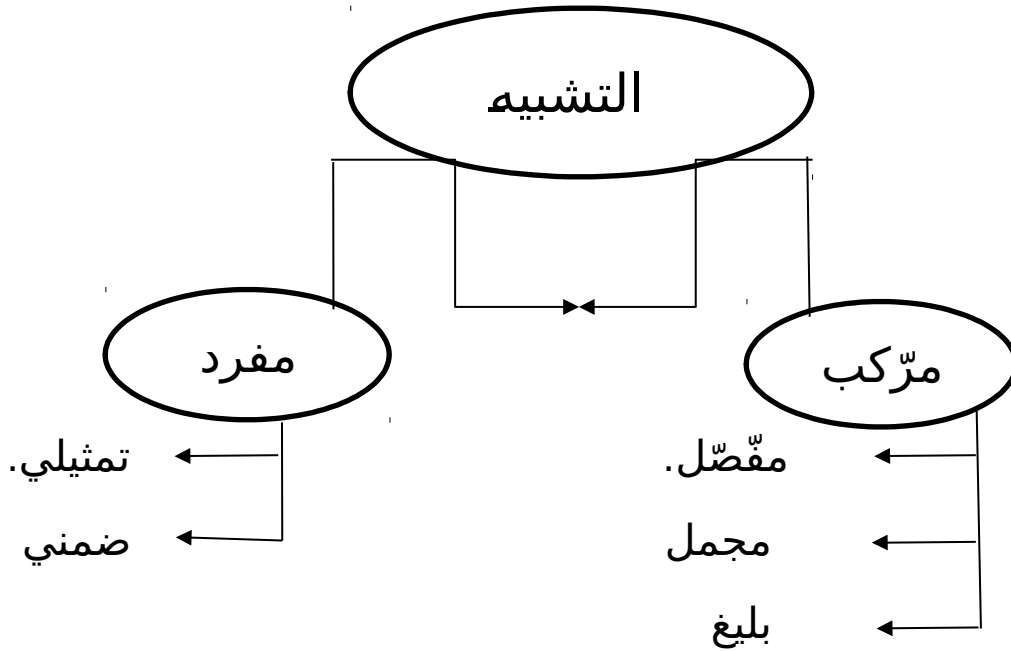 التشبيه
مرّكب
مفّصّل.
مجمل
بليغ
مفرد
تمثيلي.
ضمني